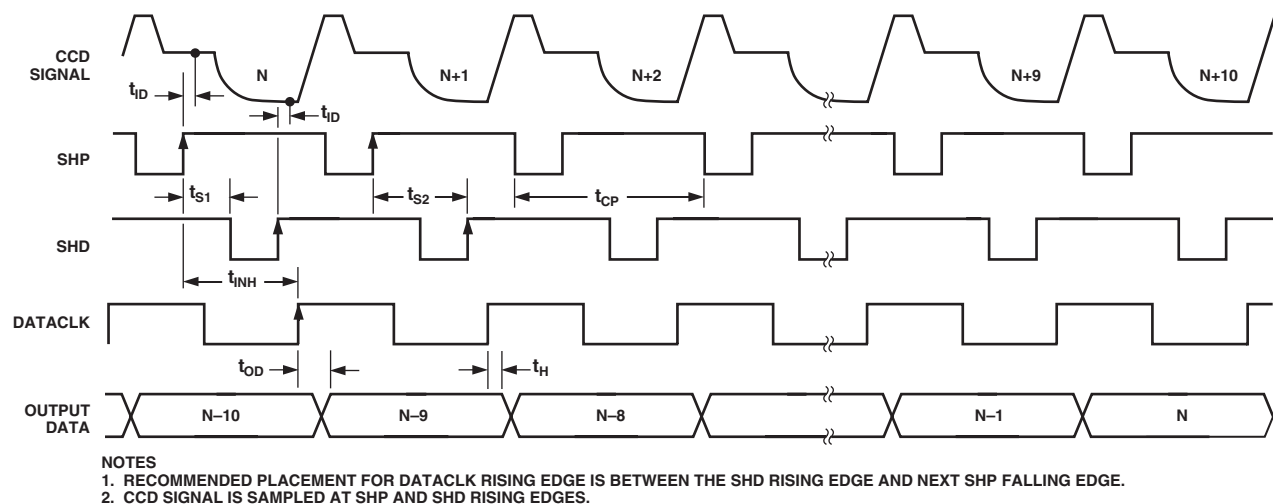 CCD
SIGNAL
N
N+1
N+2
N+9
N+10
tID
tID
SHP
tS1
tS2
tCP
SHD
tINH
DATACLK
tOD
tH
OUTPUT
DATA
N–10
N–9
N–8
N–1
N
NOTES
1. RECOMMENDED PLACEMENT FOR DATACLK RISING EDGE IS BETWEEN THE SHD RISING EDGE AND NEXT SHP FALLING EDGE.
2. CCD SIGNAL IS SAMPLED AT SHP AND SHD RISING EDGES.